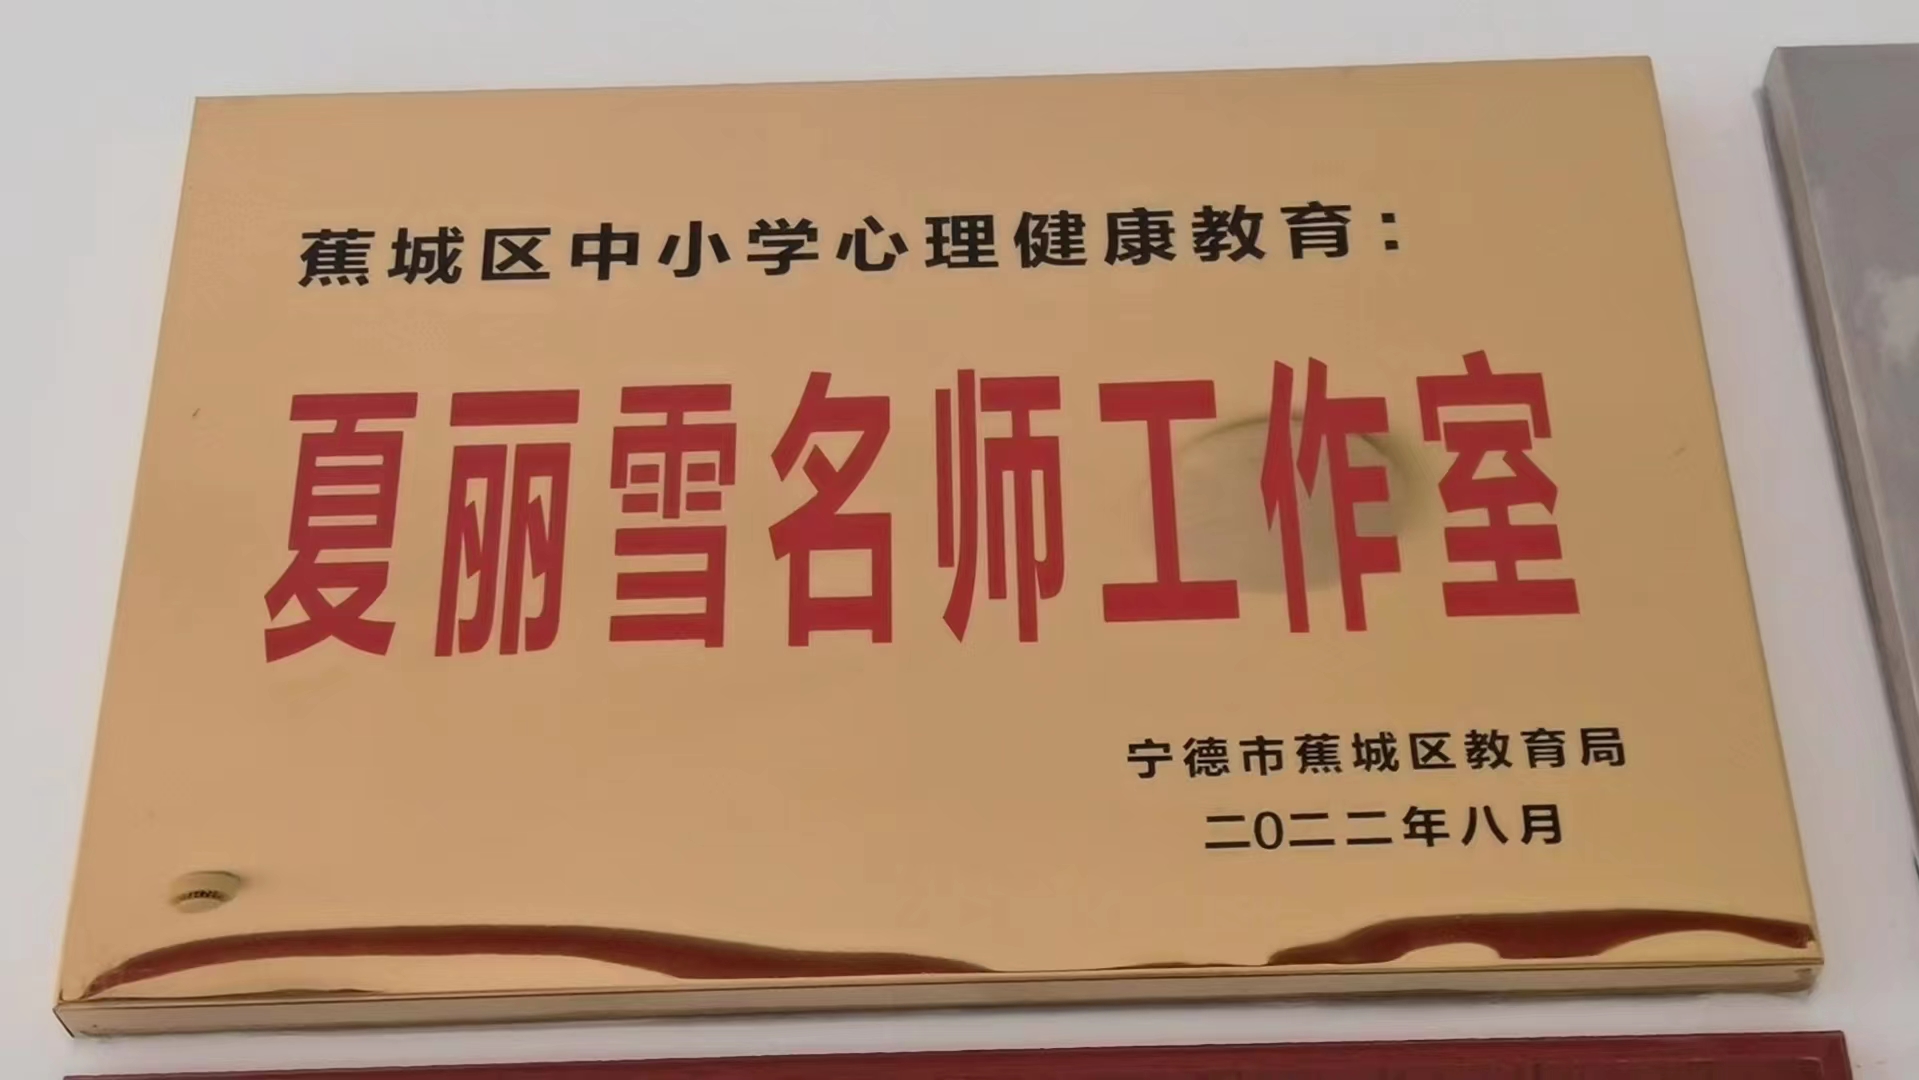 蕉城区中小学心理健康教育：
夏丽雪名师工作室
宁德市蕉城区教育局
二0二二年八月